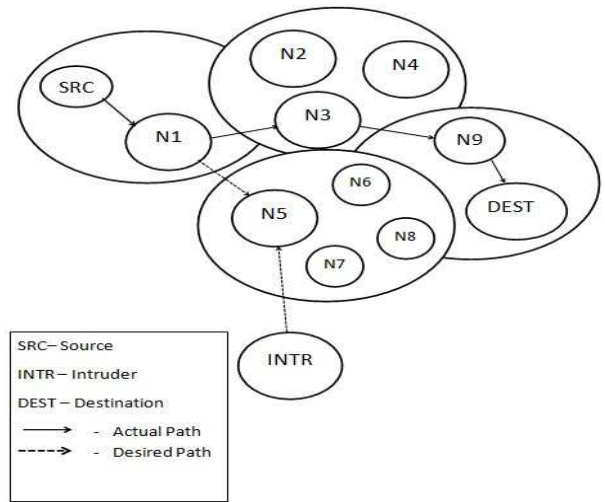 SRC
N1
N2
N4
N3
N9
DEST
N5
N6
N8
N7
INTR
SRC– Source
INTR – Intruder
DEST – Destination
- Actual Path
- Desired Path